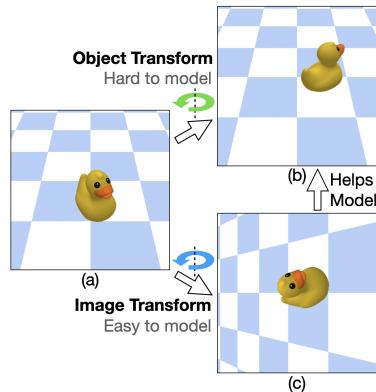 Object Transform
Hard to model
(b)
Helps
Model
(a)
Image Transform
Easy to model
(c)